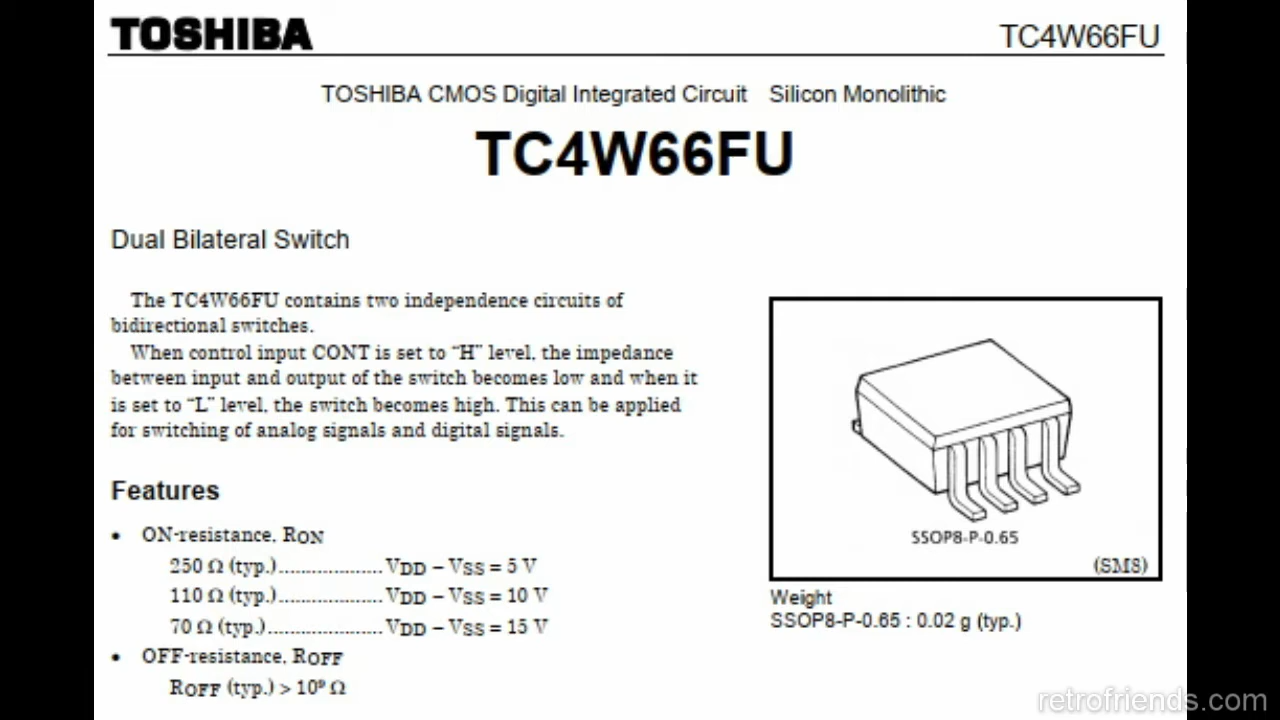 TOSHIBA TC4W66FU
TOSHIBA CMOS Digital Integrated Circuit Silicon Monolithic
TC4W66FU
Dual Bilateral Switch
The TC4W66FU contains two independence circuits of
bidirectional switches.
When control input CONT is set to “H” level, the impedance
between input and output of the switch becomes low and when it
is set to “L” level, the switch becomes high. This can be applied
for switching of analog signals and digital signals.
Features
• ON-resistance, RON
250 Ω (typ.)...................VDD − VSS = 5 V
110 Ω (typ.)...................VDD − VSS = 10 V
70 Ω (typ.).....................VDD − VSS = 15 V
• OFF-resistance, ROFF
ROFF (typ.) > 10⁹ Ω
SSOP8-P-0.65
(SM8)
Weight
SSOP8-P-0.65 : 0.02 g (typ.)
retrofriends.com